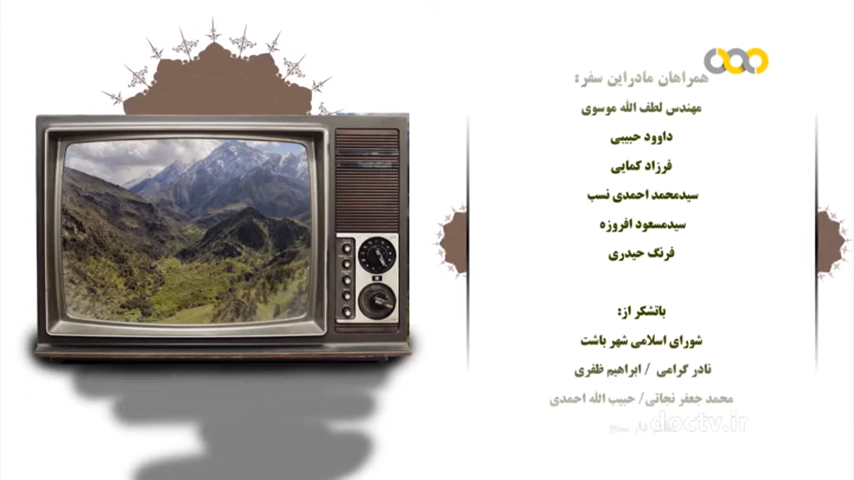 همراهان مادراین سفر:
مهندس لطف الله موسوی
داوود حبیبی
فرزاد کمایی
سیدمحمد احمدی نسب
سیدمسعود افروزه
فرنگ حیدری
باتشکر از:
شورای اسلامی شهر باشت
نادر گرامی / ابراهیم ظفری
محمد جعفر نجاتی/ حبیب الله احمدی
doctv.ir